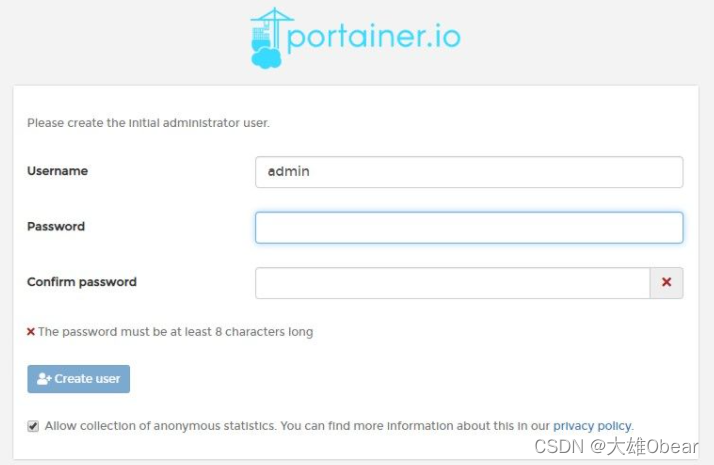 portainer.io
Please create the initial administrator user.
Username
admin
Password
Confirm password
The password must be at least 8 characters long
Create user
Allow collection of anonymous statistics. You can find more information about this in our privacy policy.
CSDN @大雄0bear